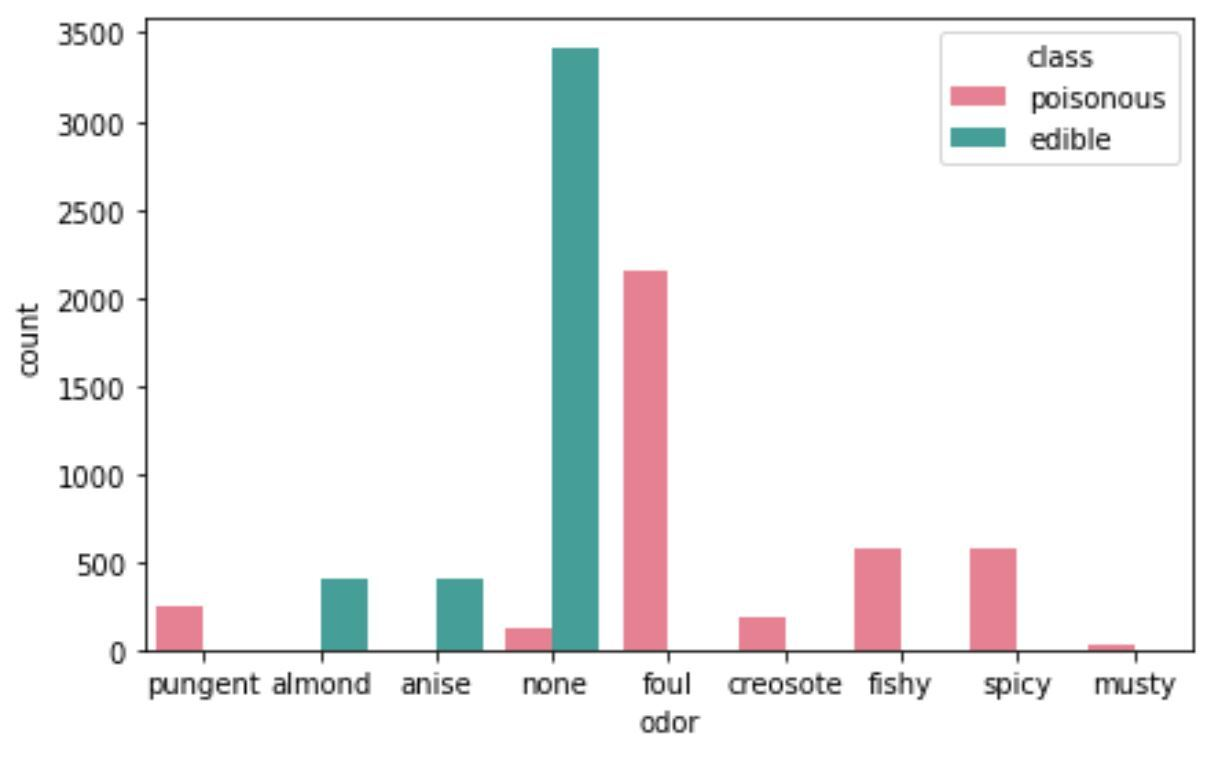 3500
3000
2500
2000
1500
1000
500
0
count
class
poisonous
edible
pungent almond anise none foul creosote fishy spicy musty
odor